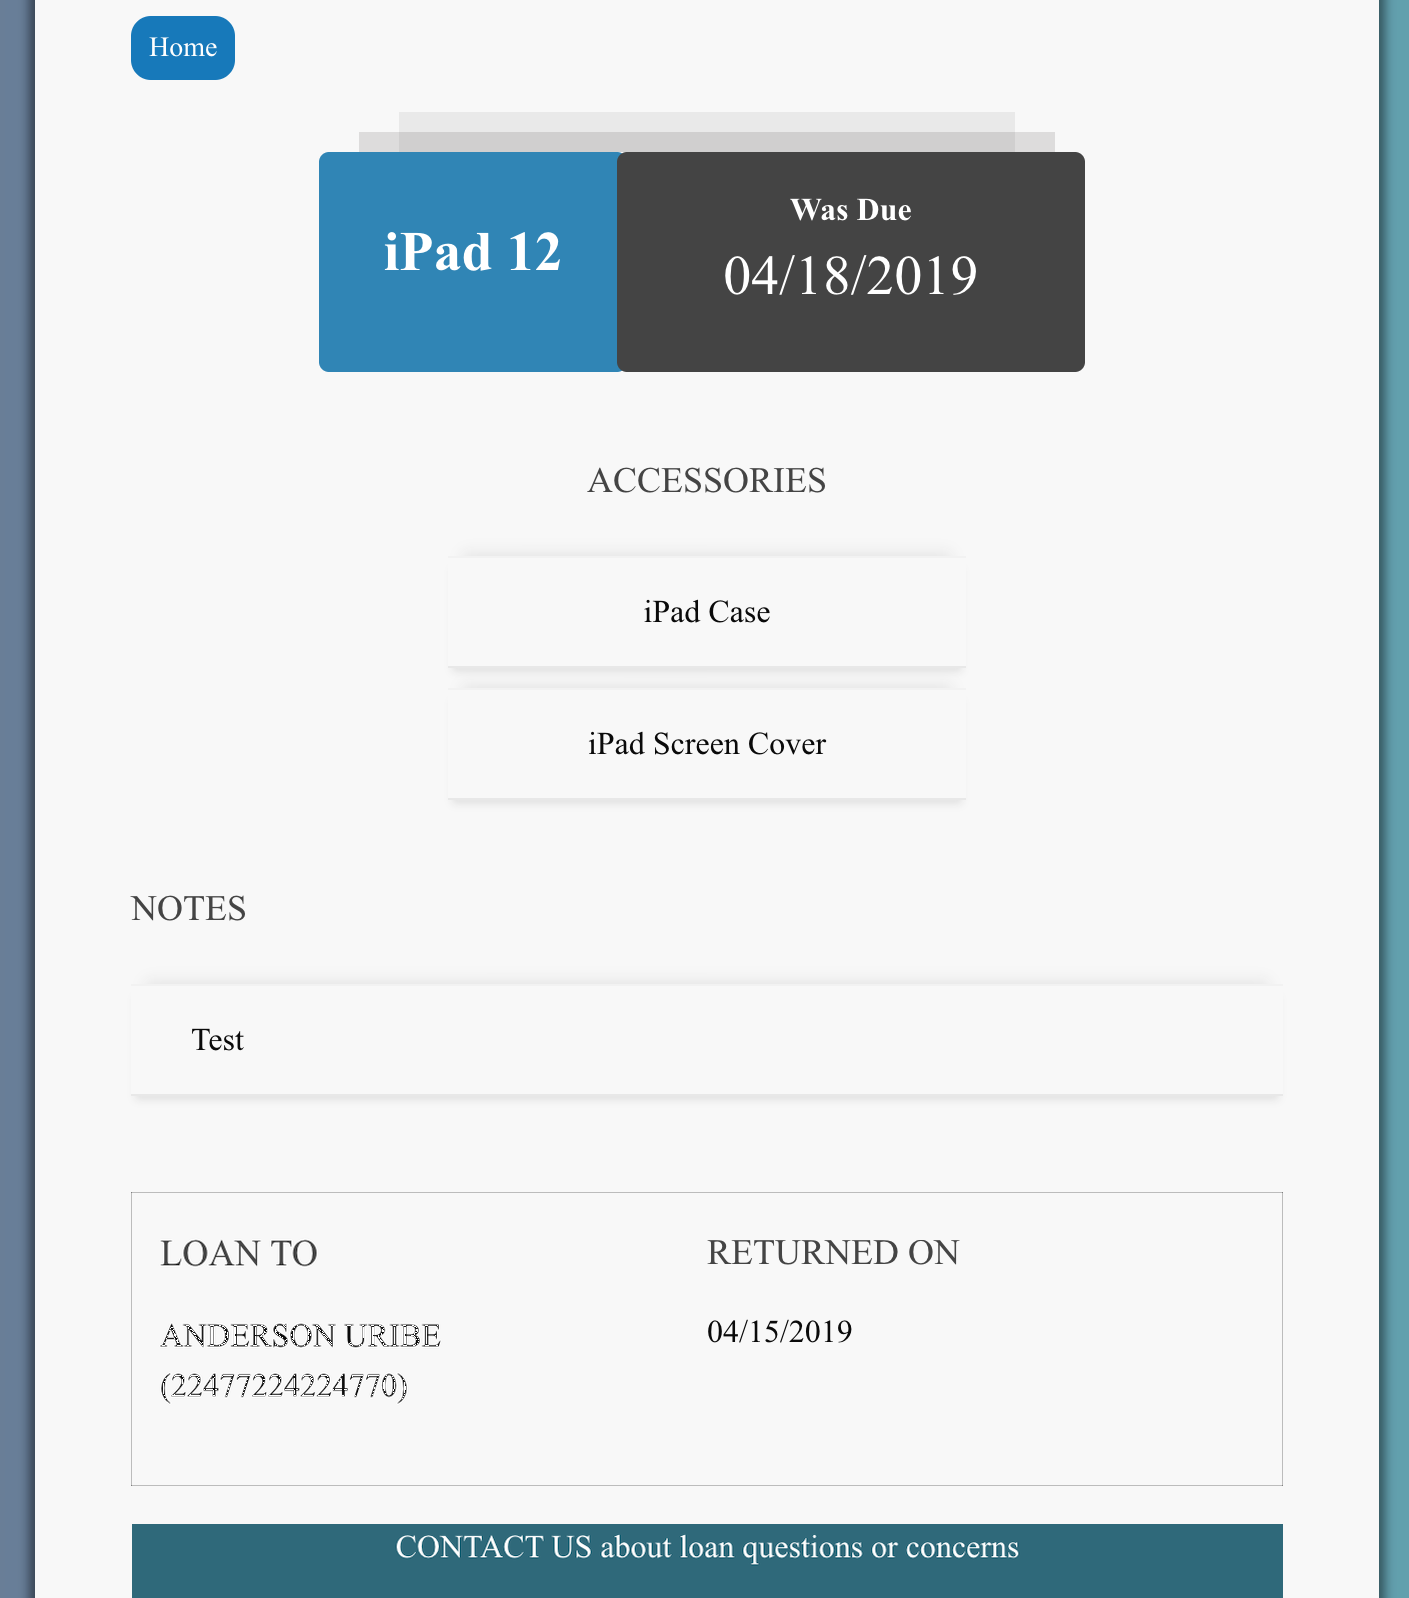 Home
iPad 12
Was Due
04/18/2019
ACCESSORIES
iPad Case
iPad Screen Cover
NOTES
Test
LOAN TO
ANDERSON URIBE
(22477224224770)
RETURNED ON
04/15/2019
CONTACT US about loan questions or concerns